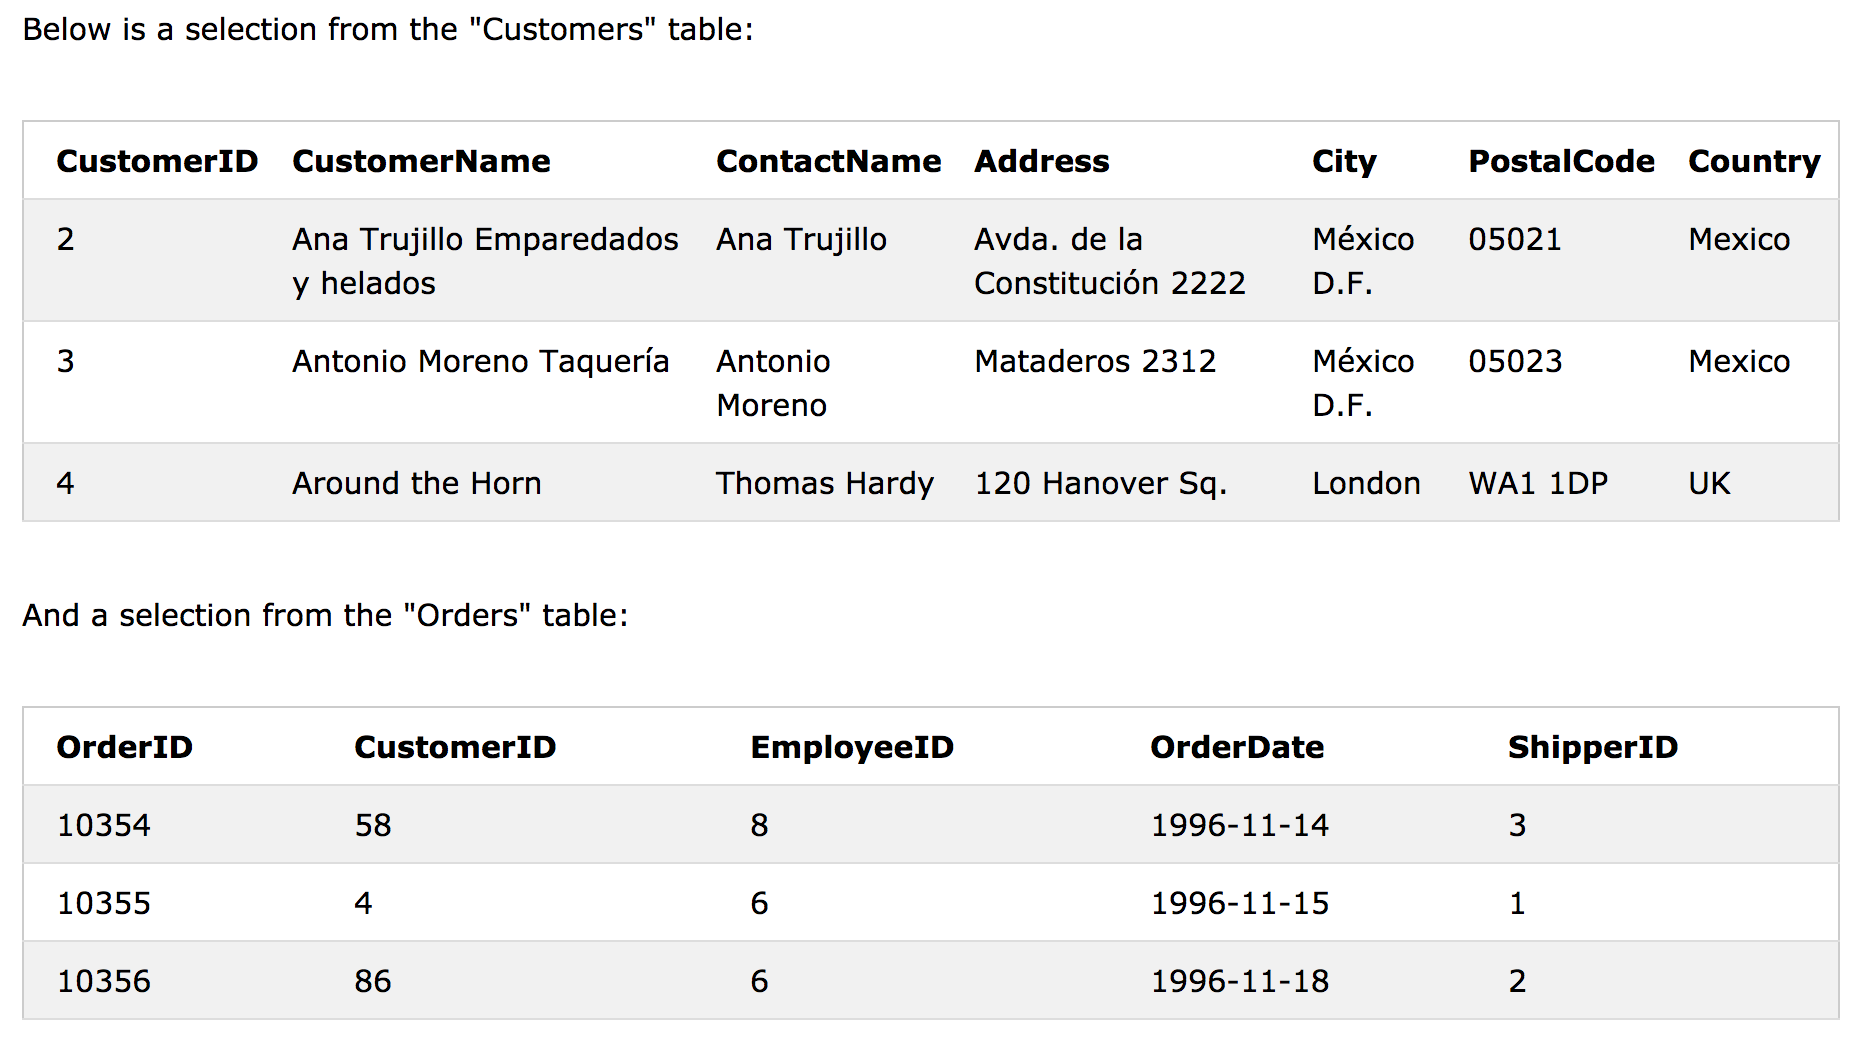 Below is a selection from the "Customers" table:
CustomerID CustomerName ContactName Address City PostalCode Country
2 Ana Trujillo Emparedados y helados Ana Trujillo Avda. de la Constitución 2222 México D.F. 05021 Mexico
3 Antonio Moreno Taquería Antonio Moreno Mataderos 2312 México D.F. 05023 Mexico
4 Around the Horn Thomas Hardy 120 Hanover Sq. London WA1 1DP UK
And a selection from the "Orders" table:
OrderID CustomerID EmployeeID OrderDate ShipperID
10354 58 8 1996-11-14 3
10355 4 6 1996-11-15 1
10356 86 6 1996-11-18 2